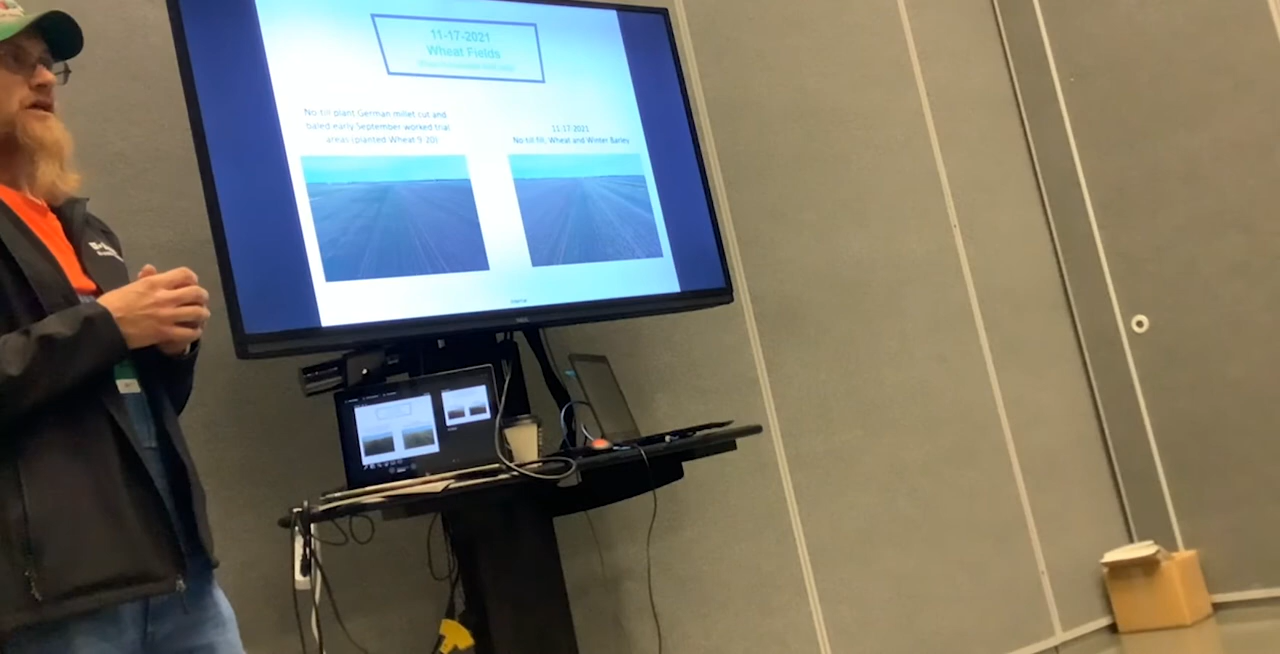 11-17-2021
Wheat Fields
No till plant German millet cut and
baled early September worked trial
areas (planted Wheat 9-20)
11-17-2021
No till fill, Wheat and Winter Barley
NEC